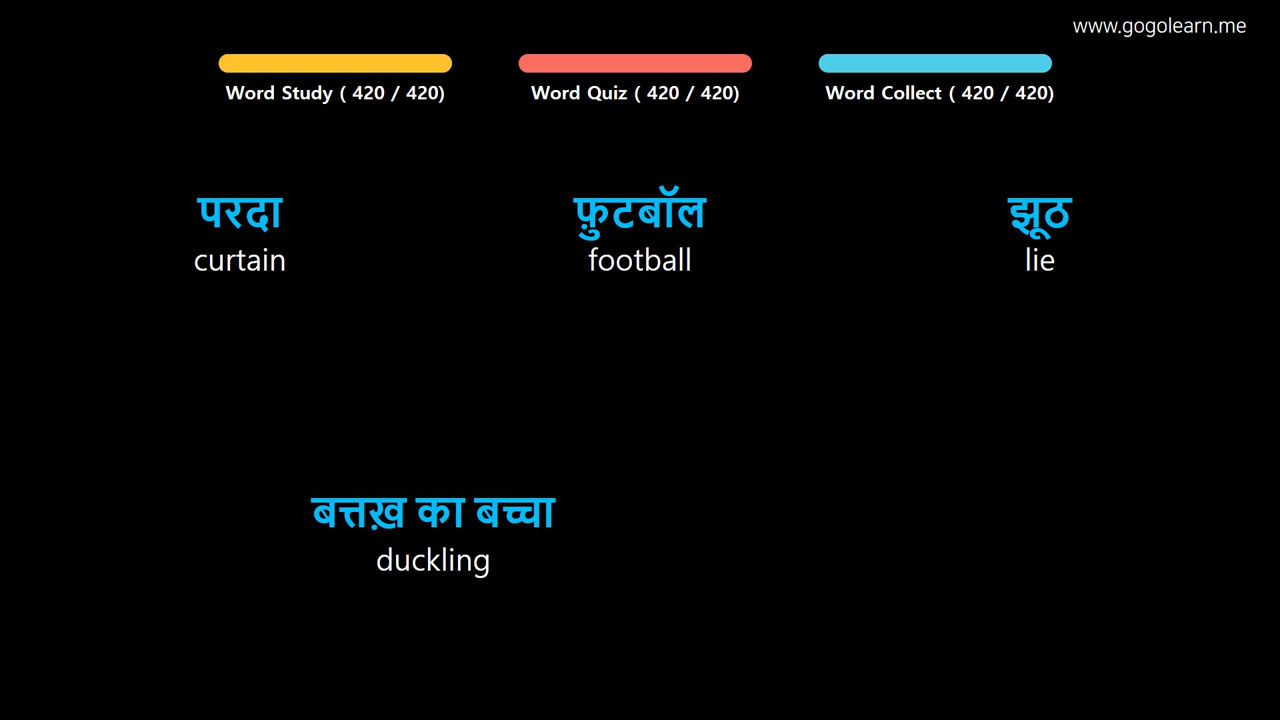 www.gogolearn.me
Word Study ( 420 / 420)
Word Quiz ( 420 / 420)
Word Collect ( 420 / 420)
परदा
curtain
फ़ुटबॉल
football
झूठ
lie
बत्तख़ का बच्चा
duckling